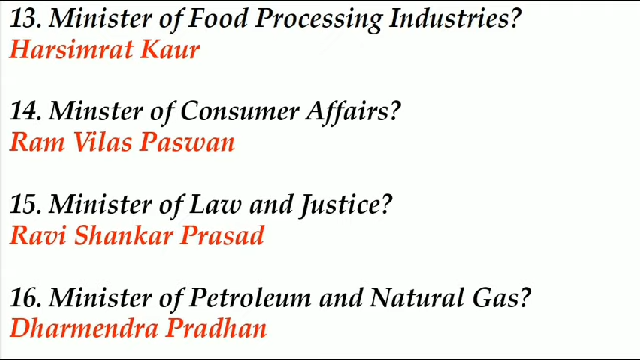 13. Minister of Food Processing Industries?
Harsimrat Kaur
14. Minster of Consumer Affairs?
Ram Vilas Paswan
15. Minister of Law and Justice?
Ravi Shankar Prasad
16. Minister of Petroleum and Natural Gas?
Dharmendra Pradhan